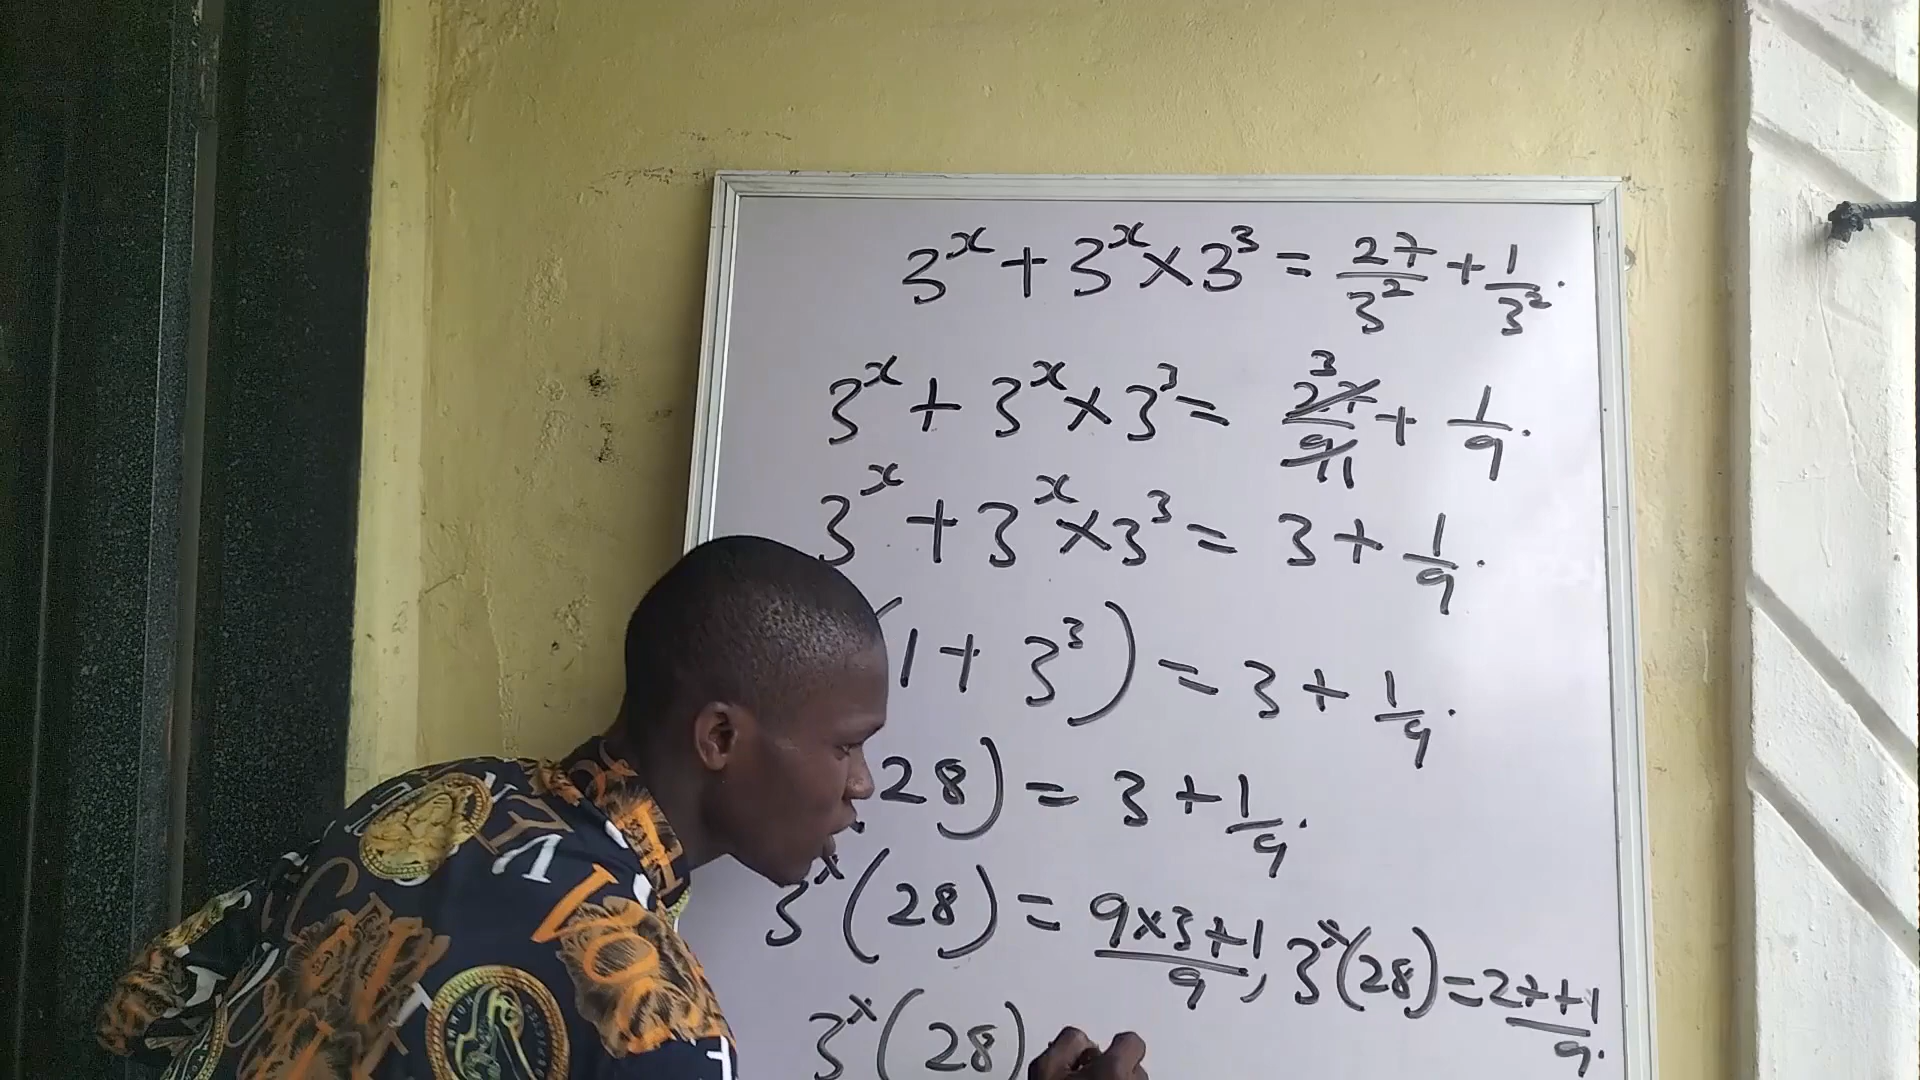 3^x + 3^x × 3^3 = 27/3^2 + 1/3^2.
3^x + 3^x × 3^3 = 27/9 3/1 + 1/9.
3^x + 3^x × 3^3 = 3 + 1/9.
(1 + 3^3) = 3 + 1/9.
28) = 3 + 1/9.
3^x (28) = 9×3+1/9, 3^x (28) = 27+1/9.
3^x (28)